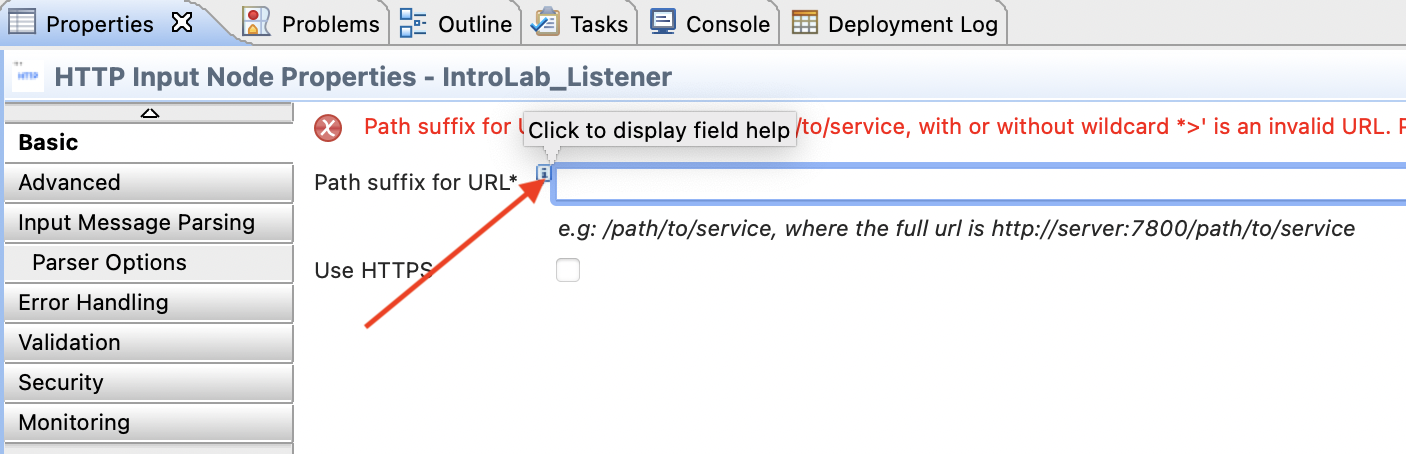 Properties Problems Outline Tasks Console Deployment Log
HTTP HTTP Input Node Properties - IntroLab_Listener
Basic
Advanced
Input Message Parsing
Parser Options
Error Handling
Validation
Security
Monitoring
Path suffix for /to/service, with or without wildcard *>' is an invalid URL.
Click to display field help
Path suffix for URL*
e.g: /path/to/service, where the full url is http://server:7800/path/to/service
Use HTTPS